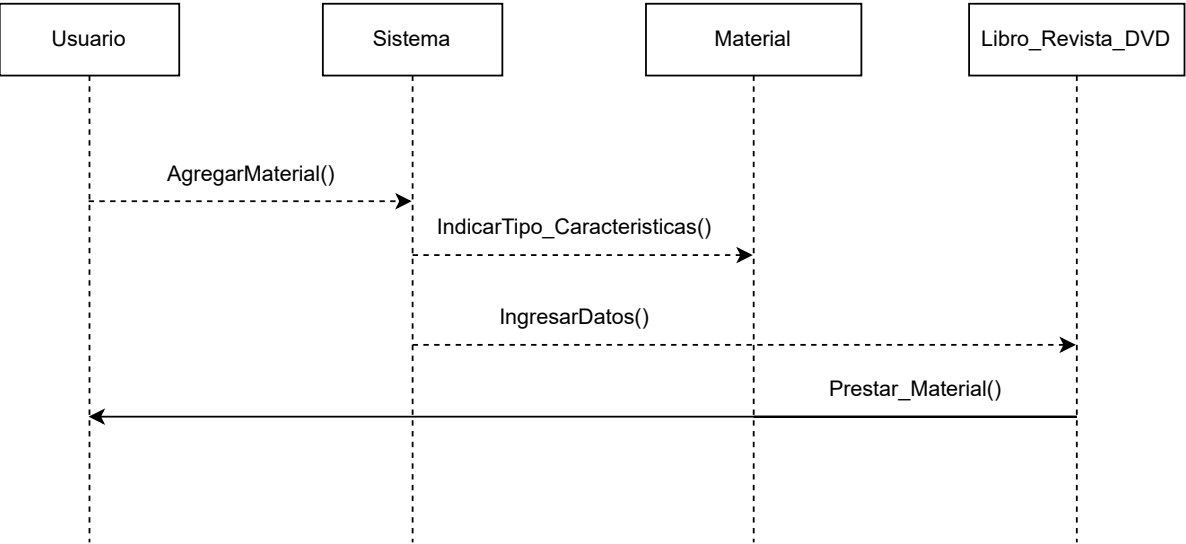 Usuario
Sistema
Material
Libro_Revista_DVD
AgregarMaterial()
IndicarTipo_Caracteristicas()
IngresarDatos()
Prestar_Material()